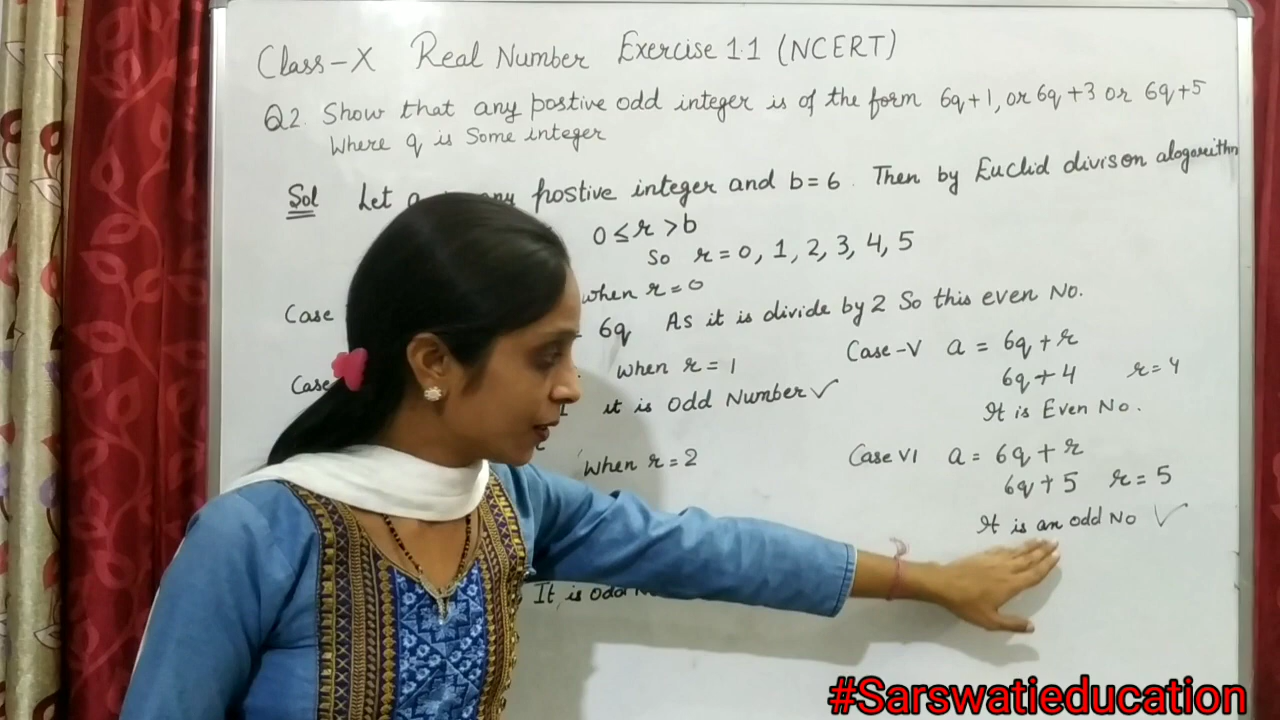 Class-X Real Number Exercise 1.1 (NCERT)
Q2. Show that any postive odd integer is of the form 6q+1, or 6q+3 or 6q+5
Where q is Some integer
Sol Let a postive integer and b=6. Then by Euclid divison alogarithm
0≤r>b
So r=0, 1, 2, 3, 4, 5
Case when r=0
6q As it is divide by 2 So this even No.
Case when r=1
it is Odd Number ✓
when r=2
It is odd
Case-V a = 6q+r
6q+4 r=4
It is Even No.
Case VI a = 6q+r
6q+5 r=5
It is an odd No ✓
#Sarswatieducation